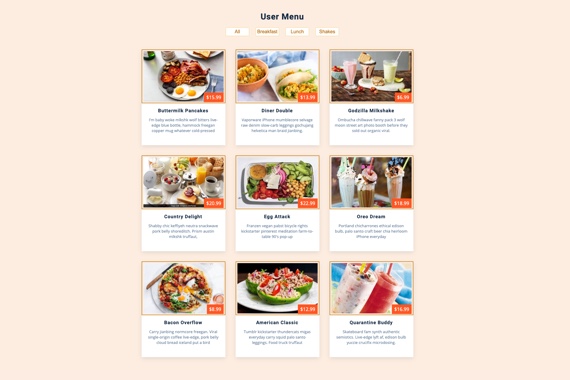 User Menu
All
Breakfast
Lunch
Shakes
$15.99
$13.99
$6.99
Buttermilk Pancakes
Diner Double
Godzilla Milkshake
I'm baby woke mlkshk wolf bitters live-
edge blue bottle, hammock freegan
copper mug whatever cold-pressed
Vaporware iPhone mumblecore selvage
raw denim slow-carb leggings gochujang
helvetica man braid jianbing.
Ombucha chillwave fanny pack 3 wolf
moon street art photo booth before they
sold out organic viral.
$20.99
$22.99
$18.99
Country Delight
Egg Attack
Oreo Dream
Shabby chic keffiyeh neutra snackwave
pork belly shoreditch. Prism austin
mlkshk truffaut,
Franzen vegan pabst bicycle rights
kickstarter pinterest meditation farm-to-
table 90's pop-up
Portland chicharrones ethical edison
bulb, palo santo craft beer chia heirloom
iPhone everyday
$8.99
$12.99
$16.99
Bacon Overflow
American Classic
Quarantine Buddy
Carry jianbing normcore freegan. Viral
single-origin coffee live-edge, pork belly
cloud bread iceland put a bird
Tumblr kickstarter thundercats migas
everyday carry squid palo santo
leggings. Food truck truffaut
Skateboard fam synth authentic
semiotics. Live-edge lyft af, edison bulb,
yuccie crucifix microdosing.